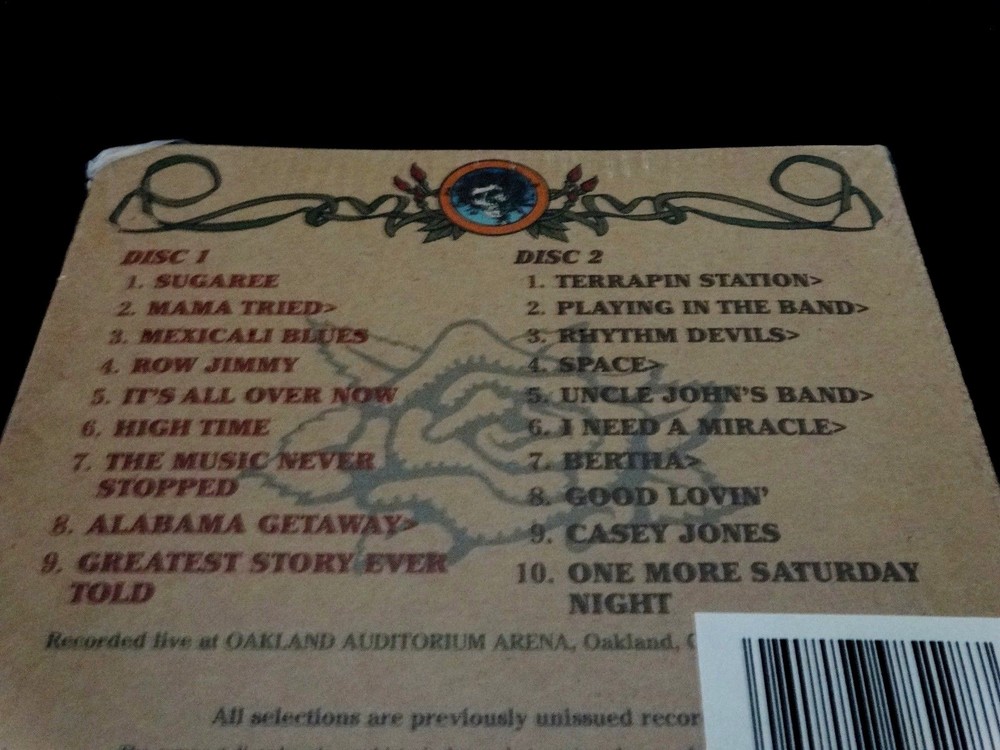 DISC 1
1. SUGAREE
2. MAMA TRIED>
3. MEXICALI BLUES
4. ROW JIMMY
5. IT'S ALL OVER NOW
6. HIGH TIME
7. THE MUSIC NEVER
STOPPED
8. ALABAMA GETAWAY>
9. GREATEST STORY EVER
TOLD
DISC 2
1. TERRAPIN STATION>
2. PLAYING IN THE BAND>
3. RHYTHM DEVILS>
4. SPACE>
5. UNCLE JOHN'S BAND>
6. I NEED A MIRACLE>
7. BERTHA>
8. GOOD LOVIN'
9. CASEY JONES
10. ONE MORE SATURDAY
NIGHT
Recorded live at OAKLAND AUDITORIUM ARENA, Oakland,
All selections are previously unissued recor